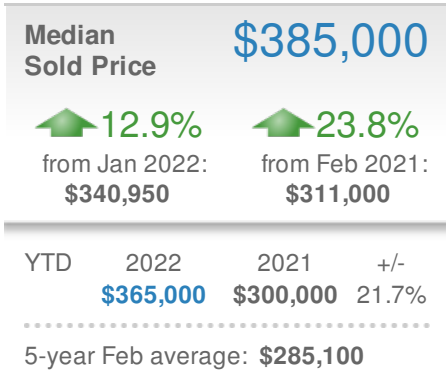 Median $385,000
Sold Price
12.9% 23.8%
from Jan 2022: from Feb 2021:
$340,950 $311,000
YTD 2022 2021 +/-
$365,000 $300,000 21.7%
5-year Feb average: $285,100